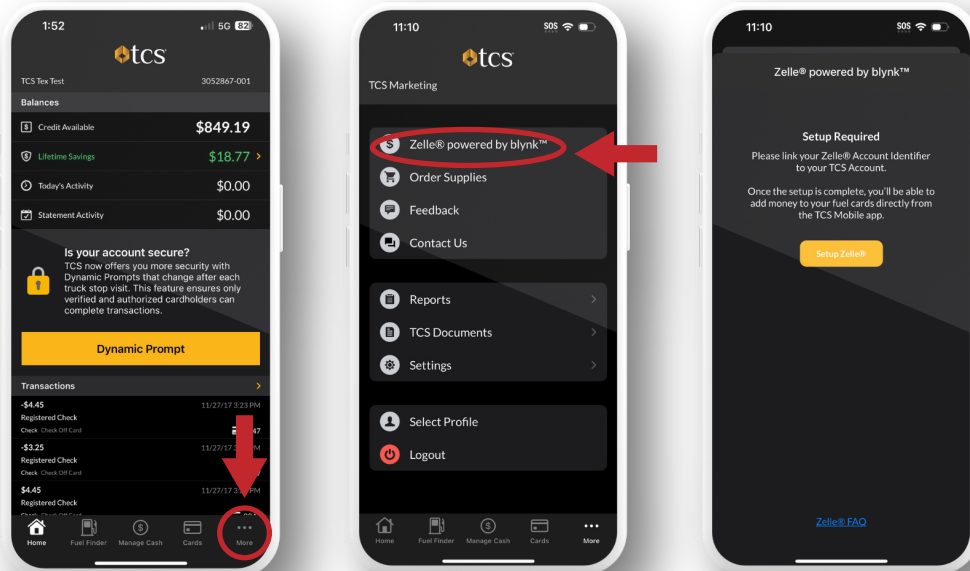 1:52
5G 82
tcs
TCS Tex Test 3052867-001
Balances
Credit Available $849.19
Lifetime Savings $18.77
Today's Activity $0.00
Statement Activity $0.00
Is your account secure?
TCS now offers you more security with
Dynamic Prompts that change after each
truck stop visit. This feature ensures only
verified and authorized cardholders can
complete transactions.
Dynamic Prompt
Transactions
-$4.45 11/27/17 3:23 PM
Registered Check
Check Check Off Card 47
-$3.25 11/27/17
Registered Check
Check Check Off Card
$4.45 11/27/17
Registered Check
Home Fuel Finder Manage Cash Cards More
11:10 SOS
tcs
TCS Marketing
Zelle® powered by blynk™
Order Supplies
Feedback
Contact Us
Reports
TCS Documents
Settings
Select Profile
Logout
Home Fuel Finder Manage Cash Cards More
11:10 SOS
Zelle® powered by blynk™
Setup Required
Please link your Zelle® Account Identifier
to your TCS Account.
Once the setup is complete, you'll be able to
add money to your fuel cards directly from
the TCS Mobile app.
Setup Zelle®
Zelle® FAQ